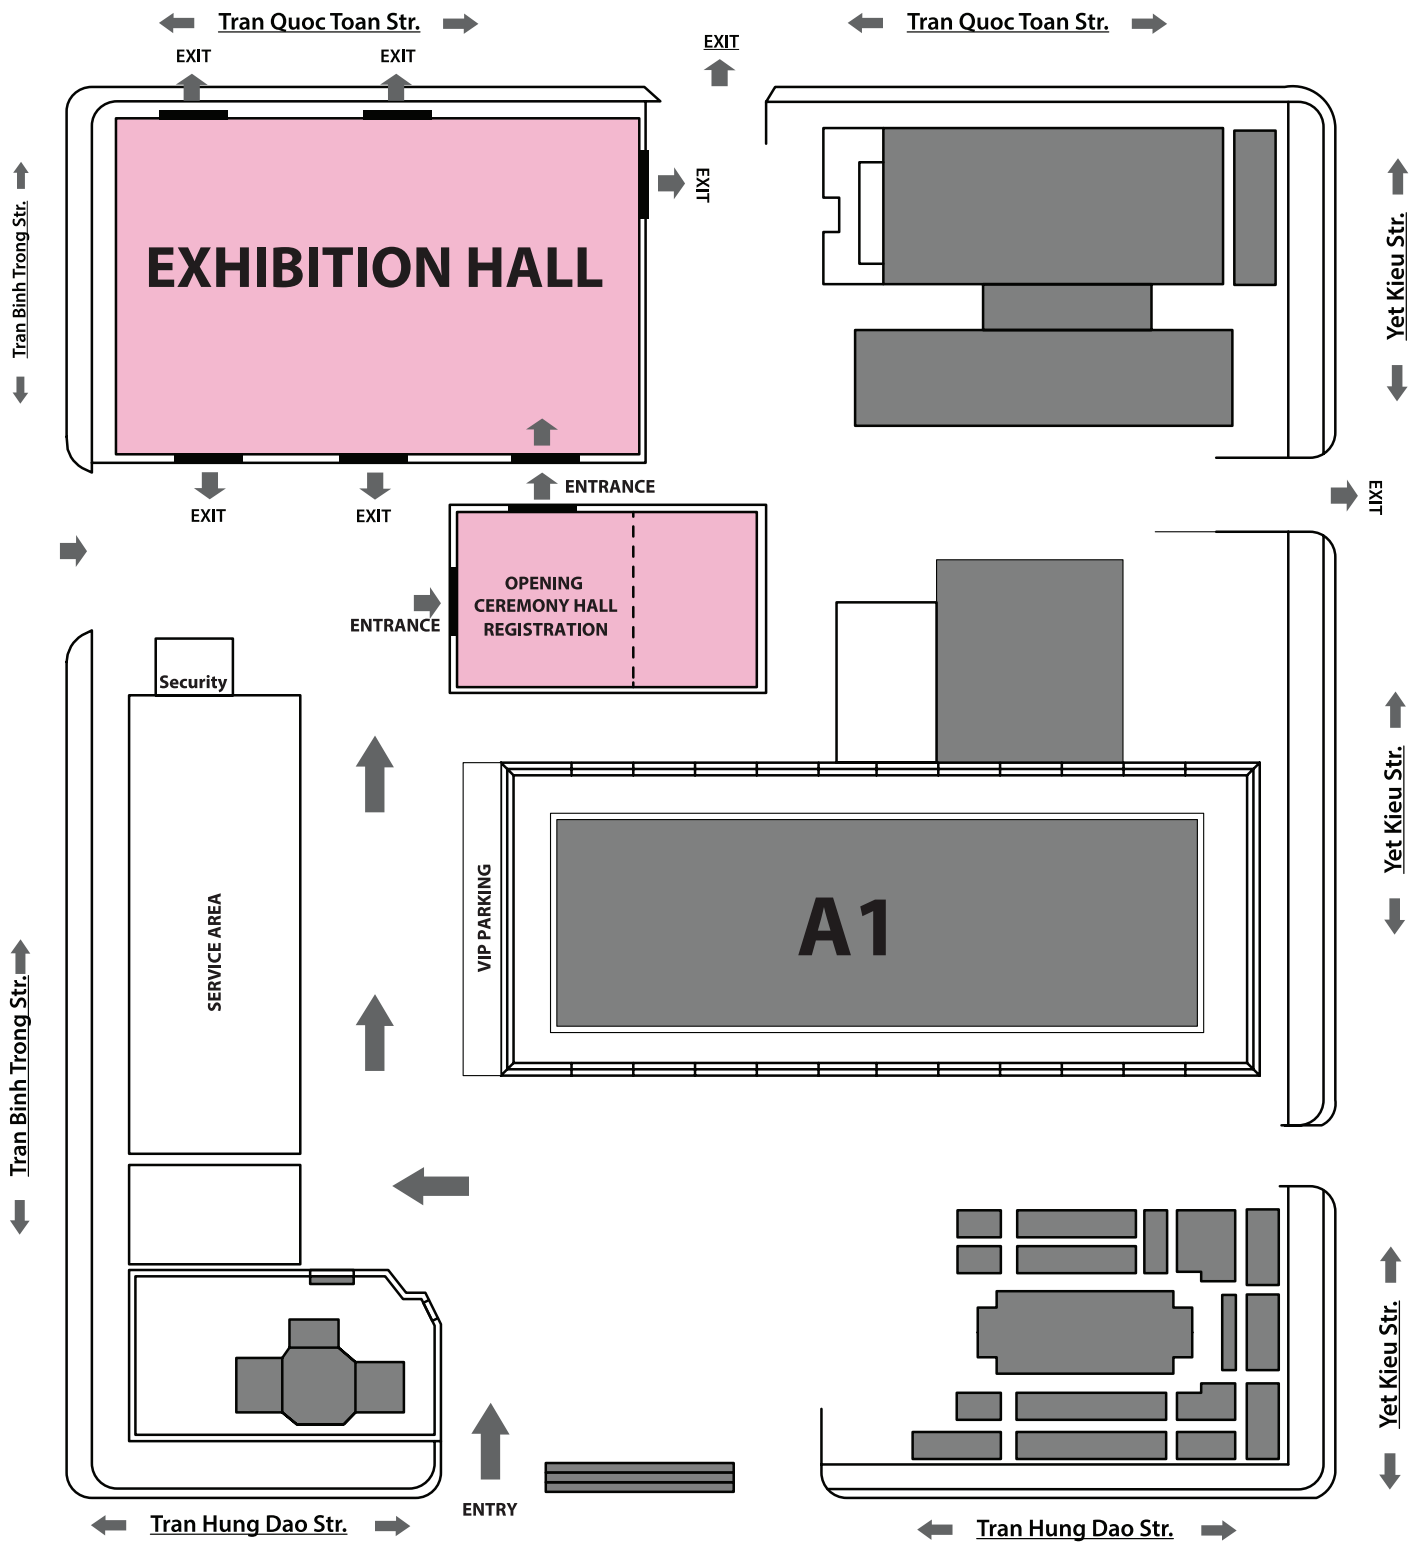 Tran Quoc Toan Str.
Tran Quoc Toan Str.
EXIT
EXIT
EXIT
EXIT
Tran Binh Trong Str.
EXHIBITION HALL
Yet Kieu Str.
EXIT
EXIT
ENTRANCE
EXIT
OPENING
CEREMONY HALL
REGISTRATION
ENTRANCE
Security
SERVICE AREA
VIP PARKING
A1
Yet Kieu Str.
Tran Binh Trong Str.
Yet Kieu Str.
ENTRY
Tran Hung Dao Str.
Tran Hung Dao Str.